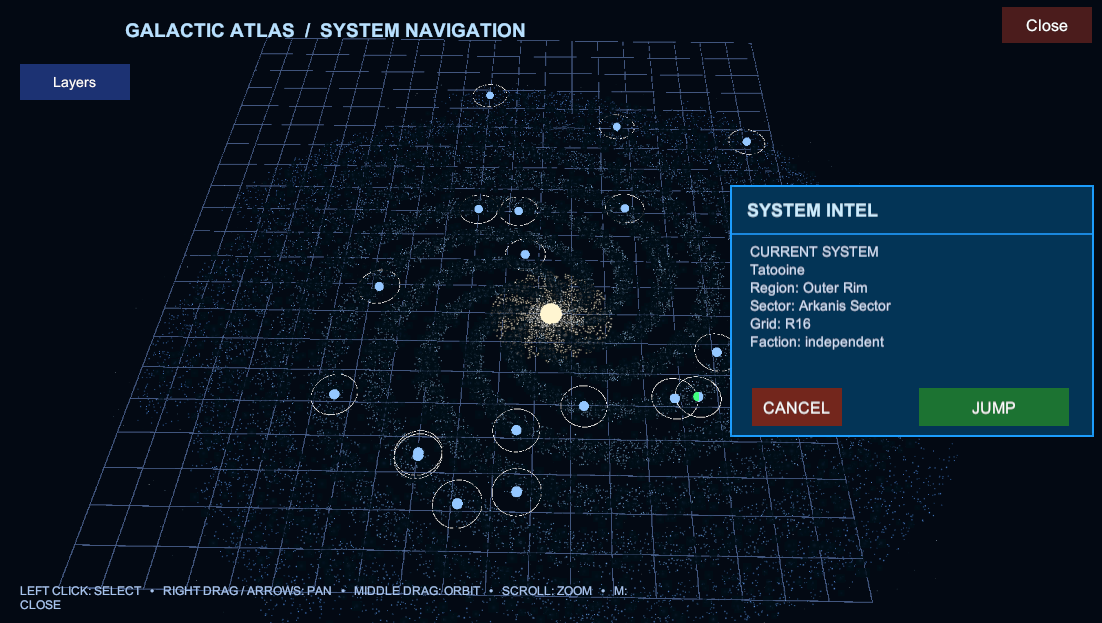 GALACTIC ATLAS / SYSTEM NAVIGATION
Close
Layers
SYSTEM INTEL
CURRENT SYSTEM
Tatooine
Region: Outer Rim
Sector: Arkanis Sector
Grid: R16
Faction: independent
CANCEL
JUMP
LEFT CLICK: SELECT • RIGHT DRAG / ARROWS: PAN • MIDDLE DRAG: ORBIT • SCROLL: ZOOM • M:
CLOSE